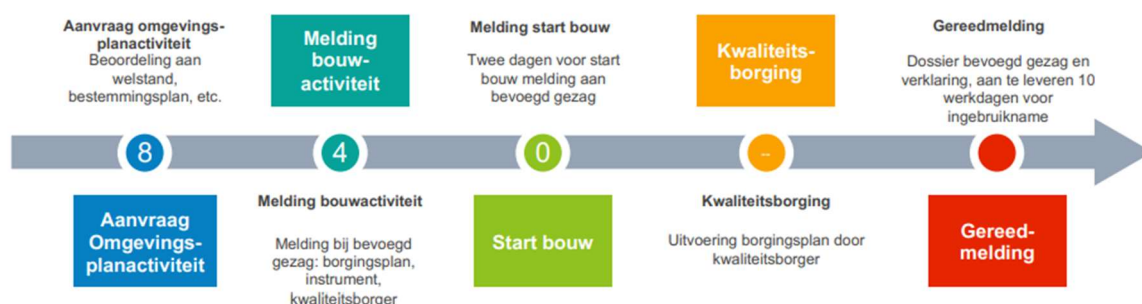 Aanvraag omgevings-
planactiviteit
Beoordeling aan
welstand,
bestemmingsplan, etc.
Melding
bouw-
activiteit
Melding start bouw
Twee dagen voor start
bouw melding aan
bevoegd gezag
Kwaliteits-
borging
Gereedmelding
Dossier bevoegd gezag en
verklaring, aan te leveren 10
werkdagen voor
ingebruikname
8
4
0
-
Aanvraag
Omgevings-
planactiviteit
Melding bouwactiviteit
Melding bij bevoegd
gezag: borgingsplan,
instrument,
kwaliteitsborger
Start bouw
Kwaliteitsborging
Uitvoering borgingsplan door
kwaliteitsborger
Gereed-
melding